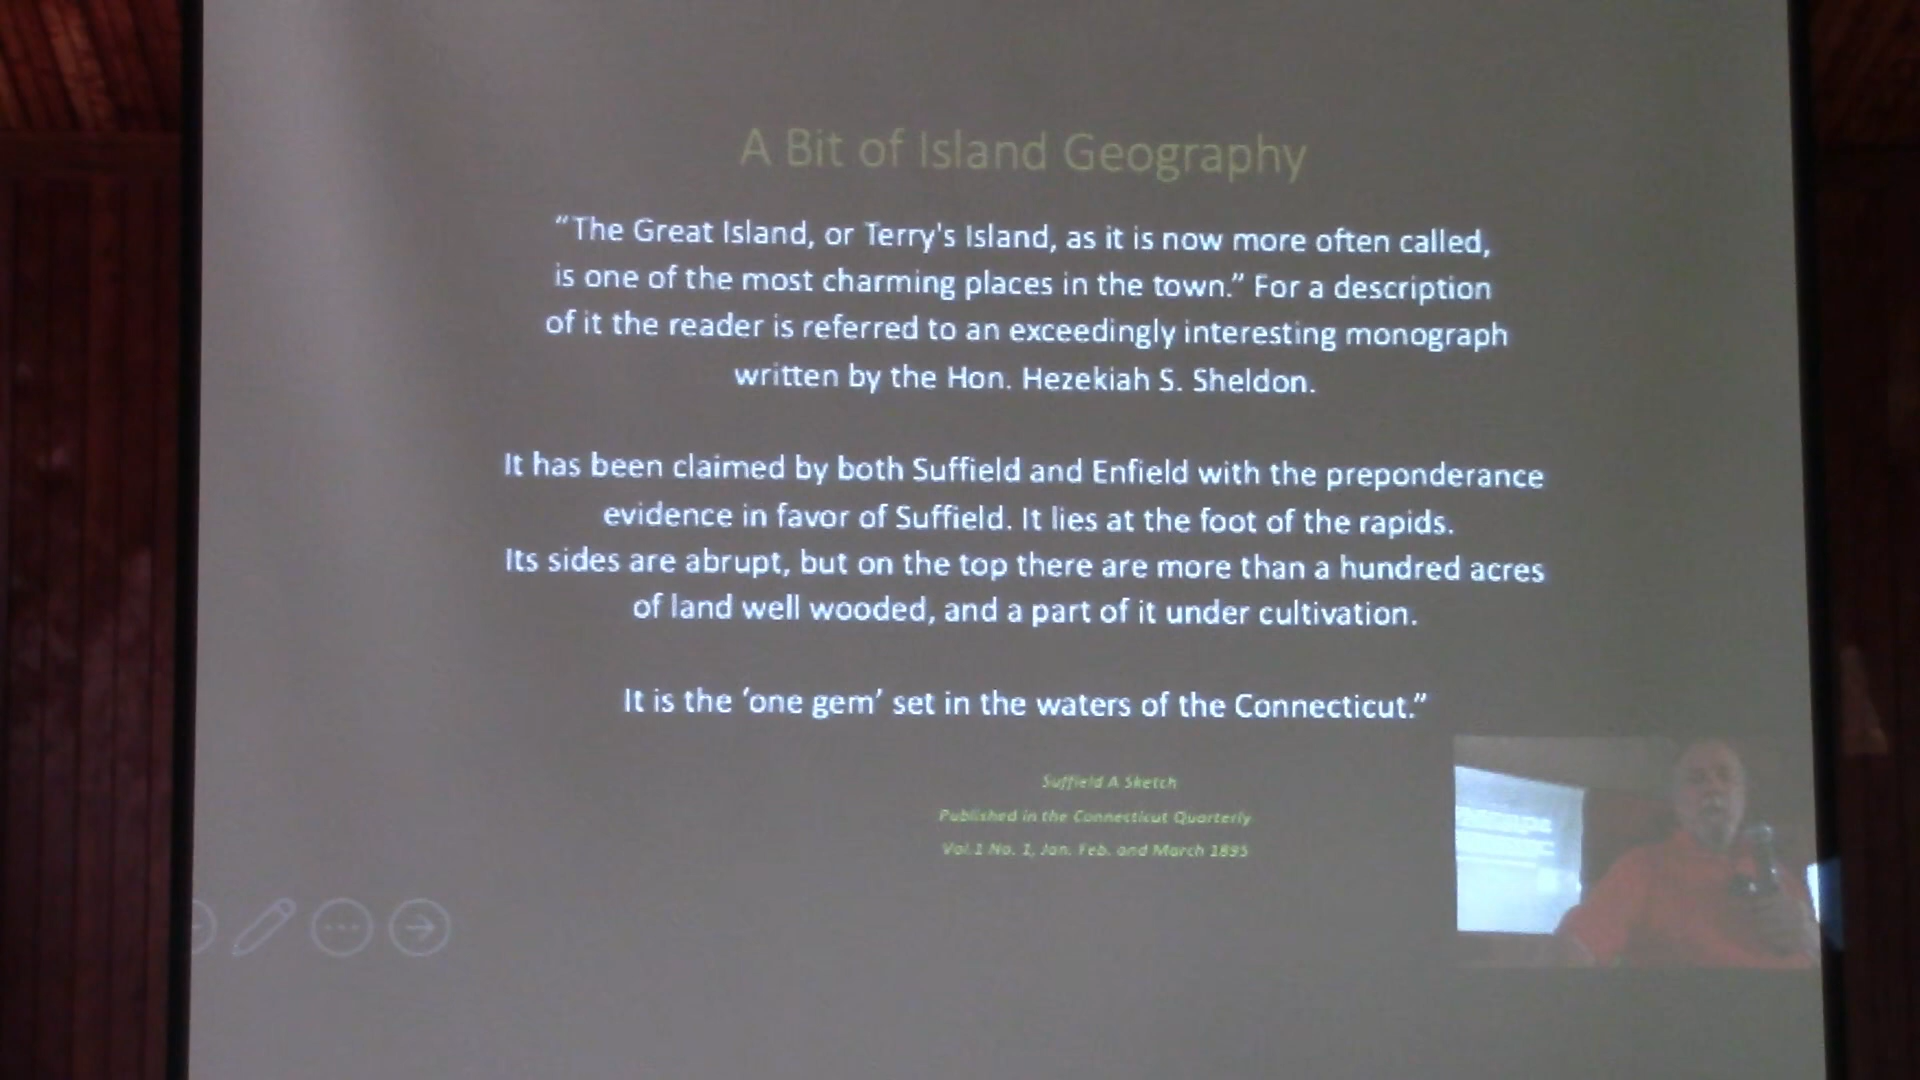 A Bit of Island Geography
“The Great Island, or Terry's Island, as it is now more often called,
is one of the most charming places in the town.” For a description
of it the reader is referred to an exceedingly interesting monograph
written by the Hon. Hezekiah S. Sheldon.
It has been claimed by both Suffield and Enfield with the preponderance
evidence in favor of Suffield. It lies at the foot of the rapids.
Its sides are abrupt, but on the top there are more than a hundred acres
of land well wooded, and a part of it under cultivation.
It is the ‘one gem’ set in the waters of the Connecticut.”
Suffield A Sketch
Published in the Connecticut Quarterly
Vol.1 No. 1, Jan. Feb. and March 1895